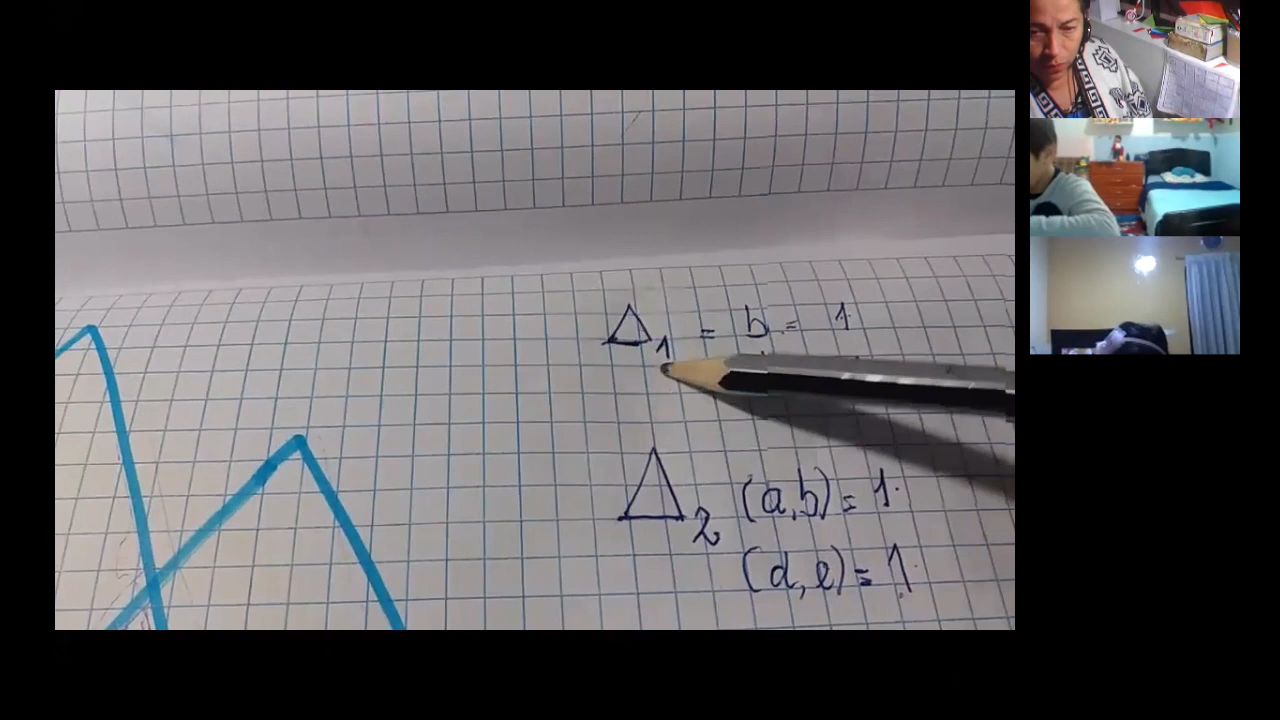 △1 = b = 1
△2 (a,b) = 1
(d,e) = 1